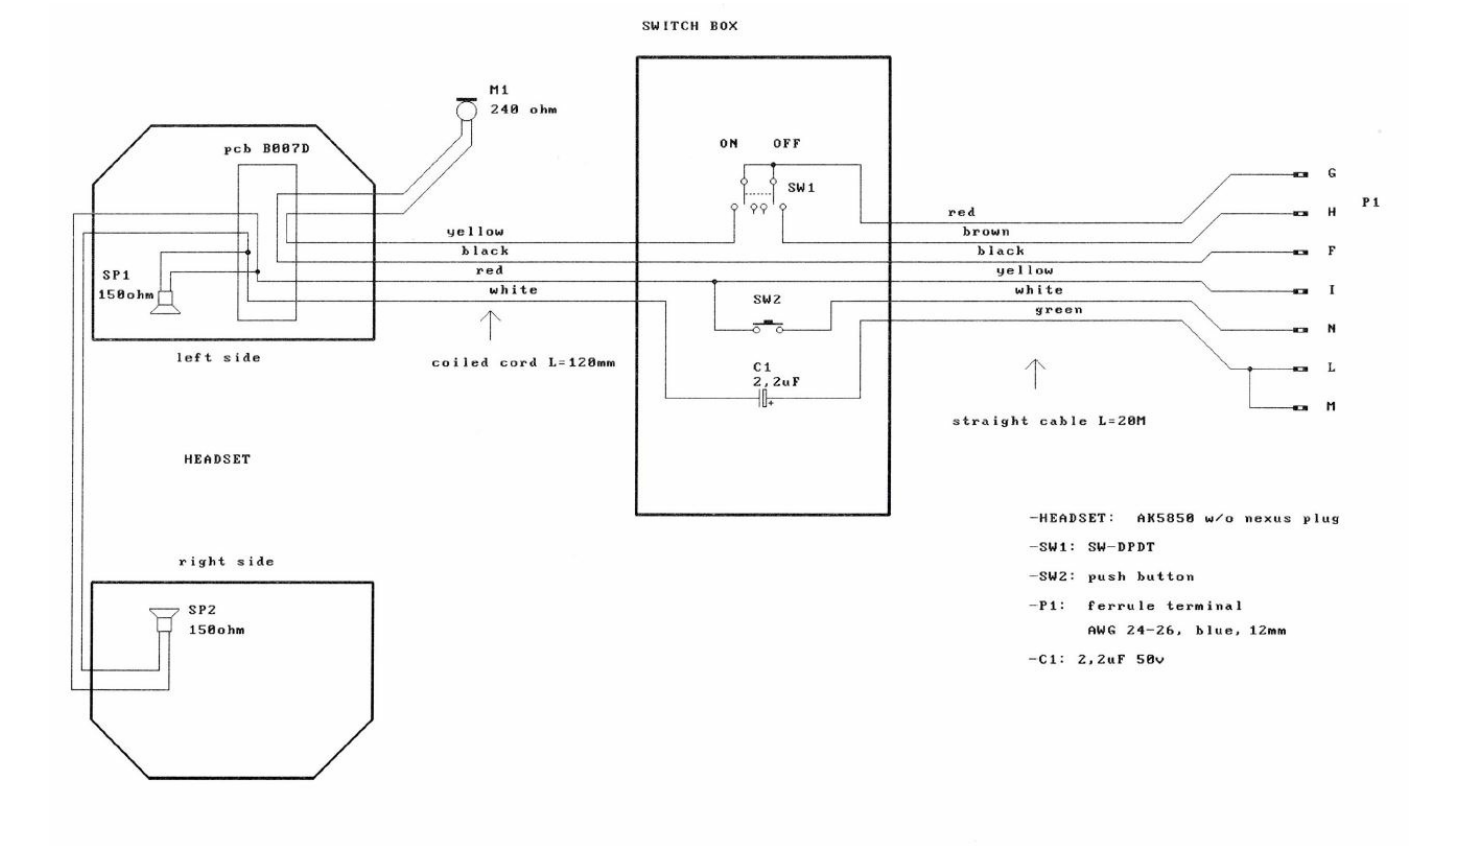 SWITCH BOX
M1
240 ohm
pcb B007D
ON OFF
SW1
G
P1
H
F
I
N
L
M
yellow
black
red
white
red
brown
black
yellow
white
green
SP1
150ohm
SW2
C1
2,2uF
+
left side
coiled cord L=120mm
straight cable L=20M
HEADSET
right side
SP2
150ohm
-HEADSET: AK5850 w/o nexus plug
-SW1: SW-DPDT
-SW2: push button
-P1: ferrule terminal
AWG 24-26, blue, 12mm
-C1: 2,2uF 50v